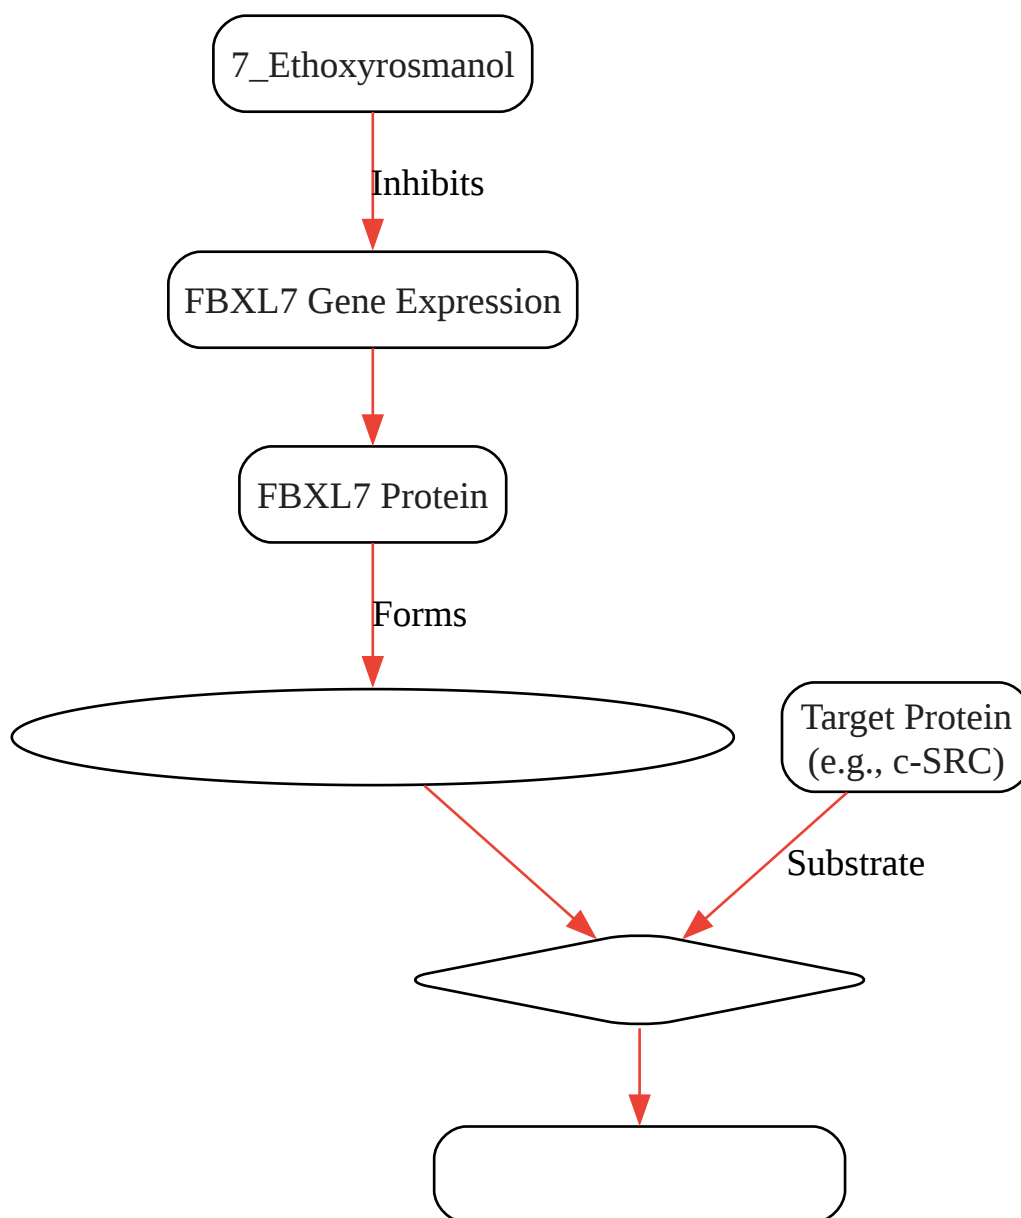 7_Ethoxyrosmanol
Inhibits
FBXL7 Gene Expression
FBXL7 Protein
Forms
Target Protein
(e.g., c-SRC)
Substrate